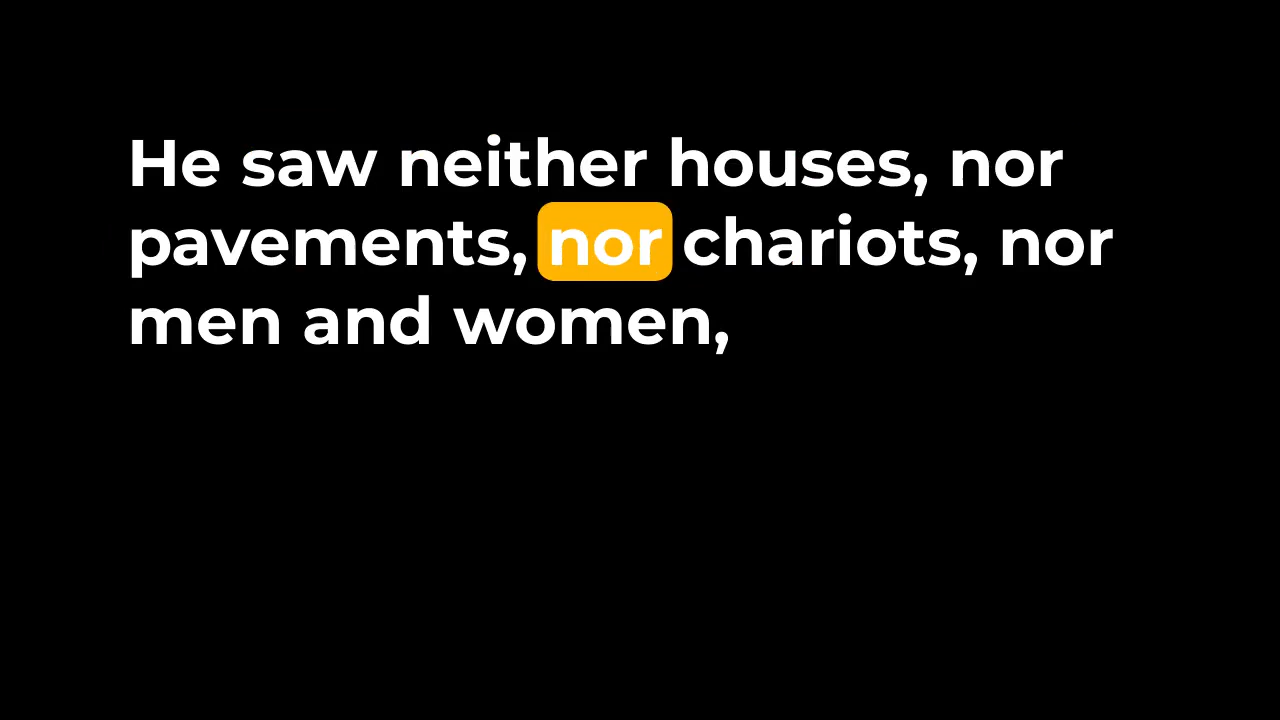 He saw neither houses, nor
pavements, nor chariots, nor
men and women,